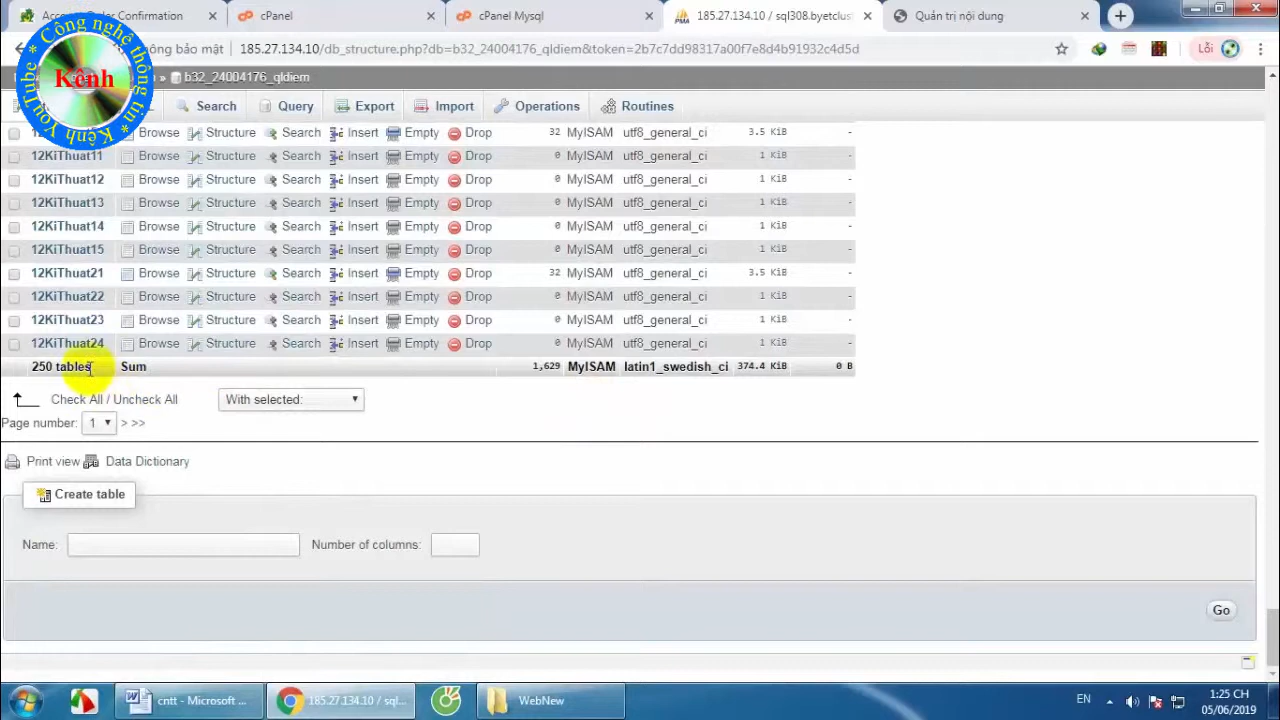 Account Order Confirmation × cPanel × cPanel Mysql × PMA 185.27.134.10 / sql308.byetclus × Qỏn trị nội dung ×
không bảo mật 185.27.134.10/db_structure.php?db=b32_24004176_qldiem&token=2b7c7dd98317a00f7e8d4b91932c6d5d Lỗi
» b32_24004176_qldiem
Search Query Export Import Operations Routines
Browse Structure Search Insert Empty Drop 32 MyISAM utf8_general_ci 3.5 KiB -
12KiThuat11 Browse Structure Search Insert Empty Drop 0 MyISAM utf8_general_ci 1 KiB -
12KiThuat12 Browse Structure Search Insert Empty Drop 0 MyISAM utf8_general_ci 1 KiB -
12KiThuat13 Browse Structure Search Insert Empty Drop 0 MyISAM utf8_general_ci 1 KiB -
12KiThuat14 Browse Structure Search Insert Empty Drop 0 MyISAM utf8_general_ci 1 KiB -
12KiThuat15 Browse Structure Search Insert Empty Drop 0 MyISAM utf8_general_ci 1 KiB -
12KiThuat21 Browse Structure Search Insert Empty Drop 32 MyISAM utf8_general_ci 3.5 KiB -
12KiThuat22 Browse Structure Search Insert Empty Drop 0 MyISAM utf8_general_ci 1 KiB -
12KiThuat23 Browse Structure Search Insert Empty Drop 0 MyISAM utf8_general_ci 1 KiB -
12KiThuat24 Browse Structure Search Insert Empty Drop 0 MyISAM utf8_general_ci 1 KiB -
250 tables Sum 1,629 MyISAM latin1_swedish_ci 374.4 KiB 0 B
Check All / Uncheck All With selected:
Page number: 1 > >>
Print view Data Dictionary
Create table
Name: Number of columns:
Go
cntt - Microsoft ... 185.27.134.10 / sql... WebNew EN 1:25 CH
05/06/2019
* Công nghệ thông tin * Kênh YouTube
Kênh